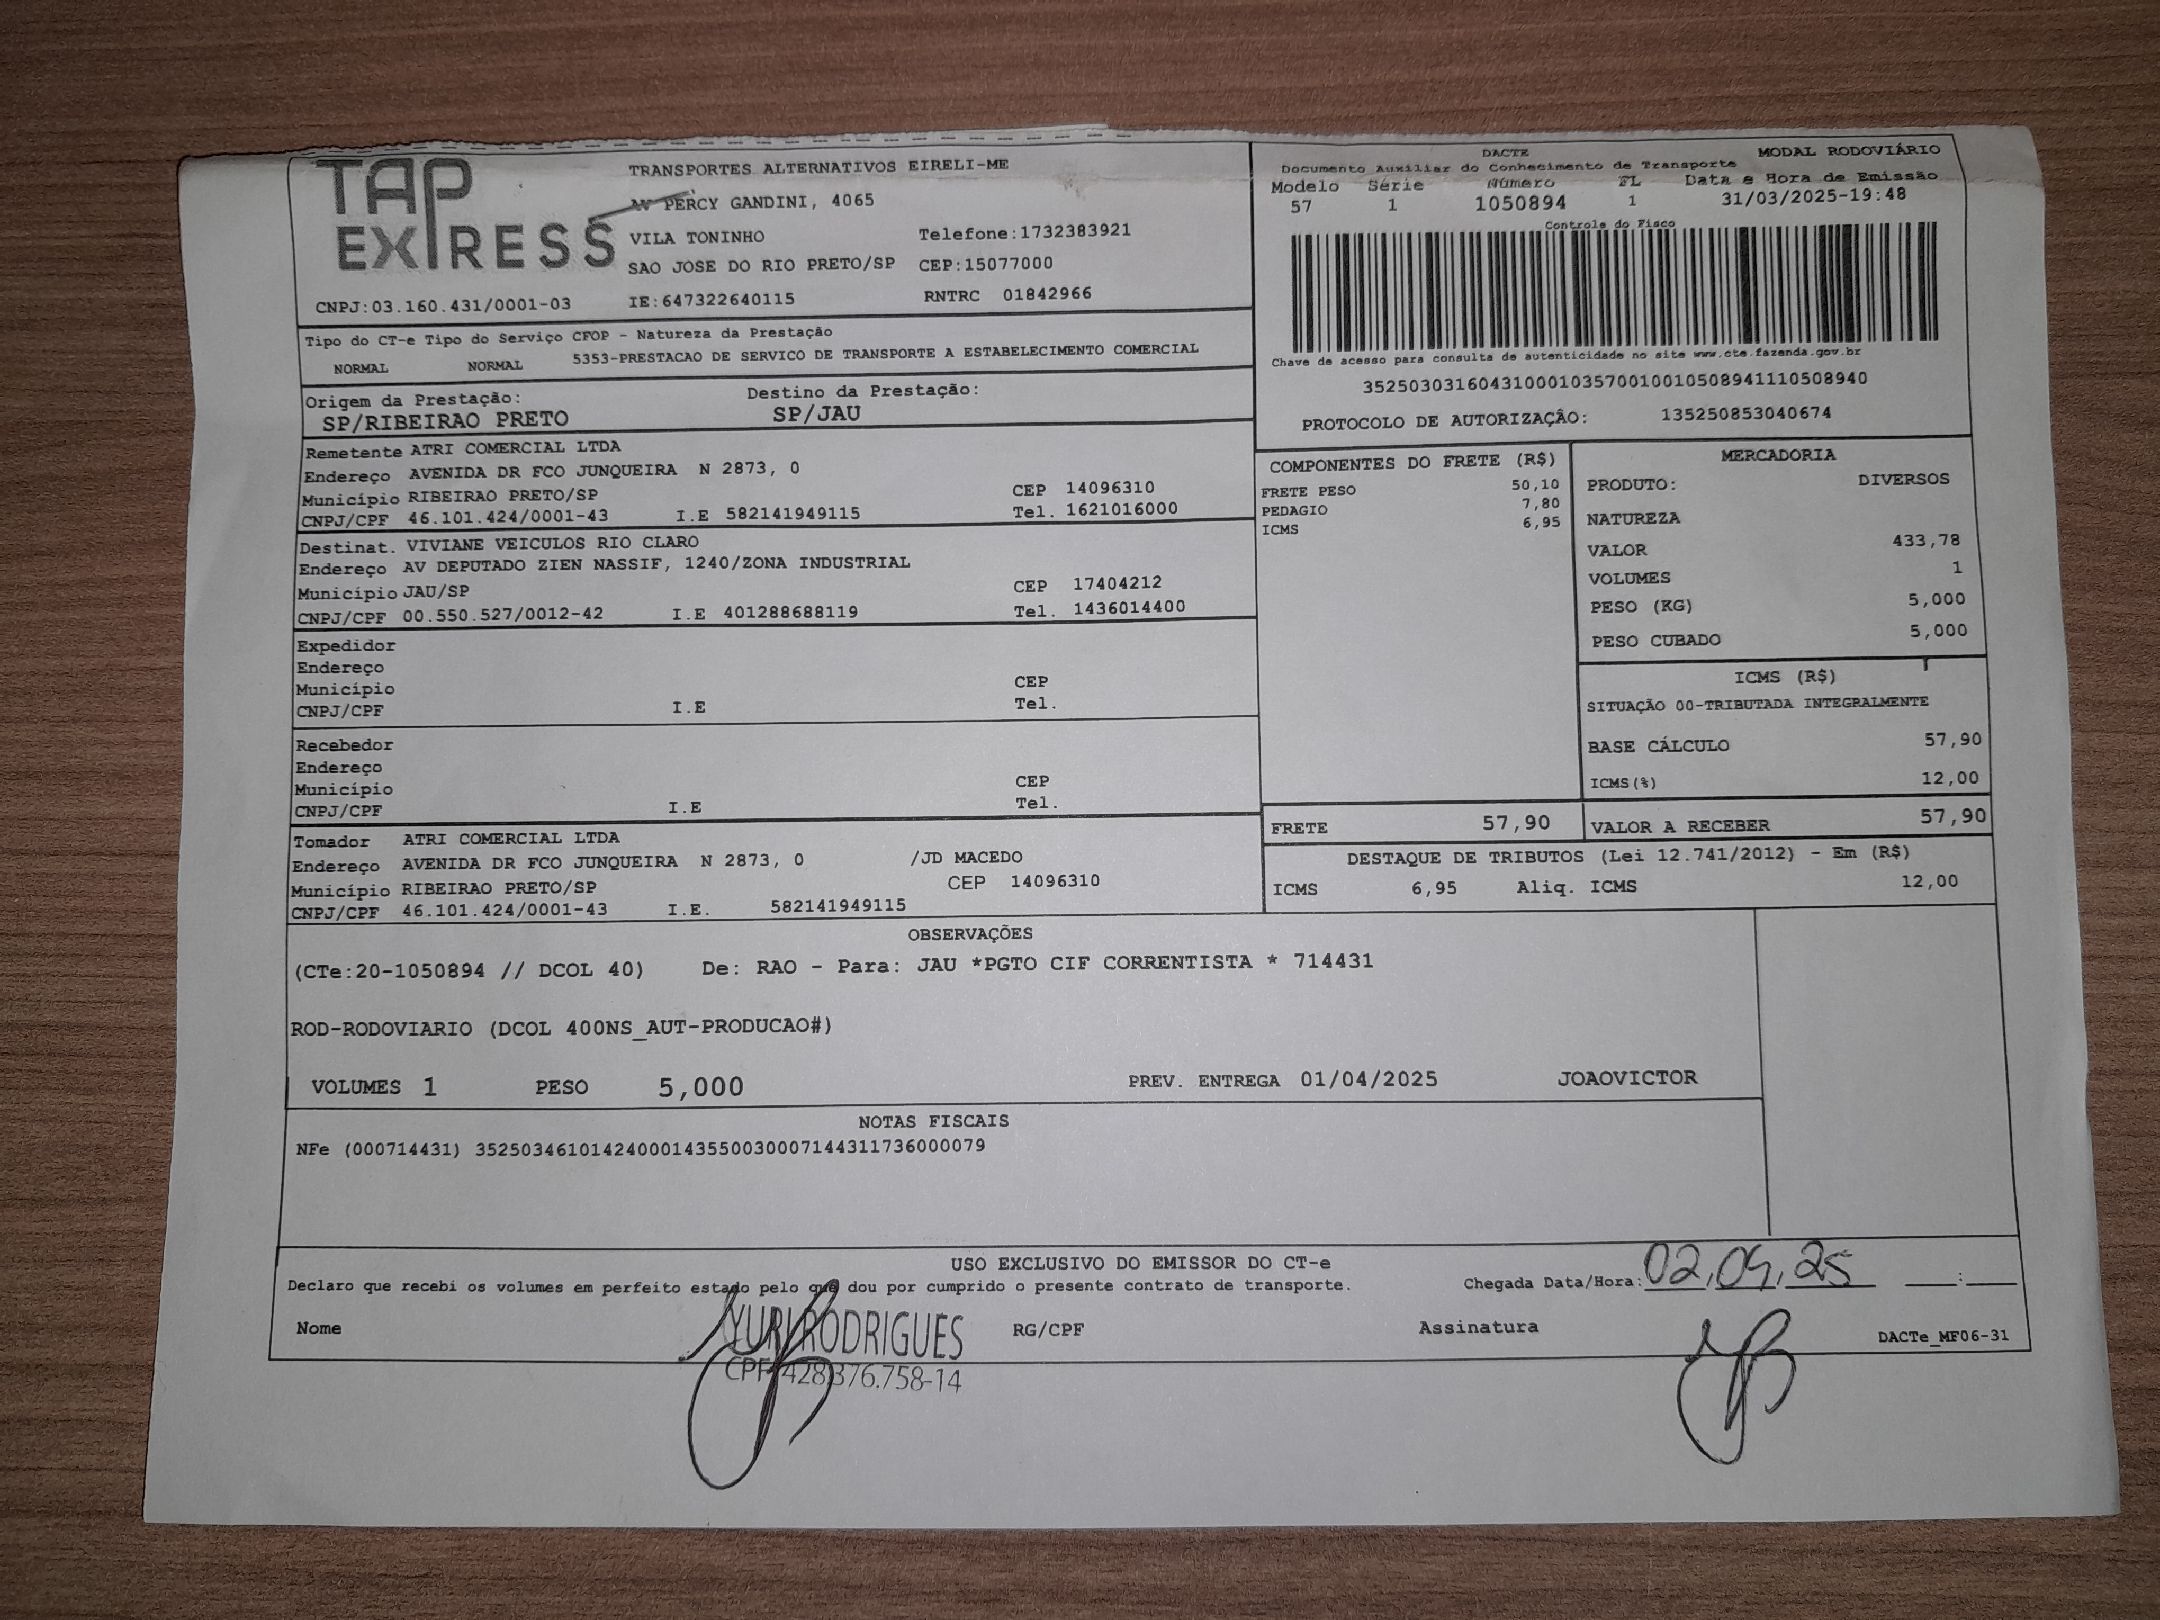 TAP EXPRESS
TRANSPORTES ALTERNATIVOS EIRELI-ME
AV PERCY GANDINI, 4065
VILA TONINHO Telefone:1732383921
SAO JOSE DO RIO PRETO/SP CEP:15077000
CNPJ:03.160.431/0001-03 IE:647322640115 RNTRC 01842966
DACTE MODAL RODOVIÁRIO
Documento Auxiliar do Conhecimento de Transporte
Modelo Série Número FL Data e Hora de Emissão
57 1 1050894 1 31/03/2025-19:48
Controle do Fisco
Chave de acesso para consulta de autenticidade no site www.cte.fazenda.gov.br
35250303160431000103570010010508941110508940
PROTOCOLO DE AUTORIZAÇÃO: 135250853040674
Tipo do CT-e Tipo do Serviço CFOP - Natureza da Prestação
NORMAL NORMAL 5353-PRESTACAO DE SERVICO DE TRANSPORTE A ESTABELECIMENTO COMERCIAL
Origem da Prestação: Destino da Prestação:
SP/RIBEIRAO PRETO SP/JAU
Remetente ATRI COMERCIAL LTDA
Endereço AVENIDA DR FCO JUNQUEIRA N 2873, 0
Município RIBEIRAO PRETO/SP CEP 14096310
CNPJ/CPF 46.101.424/0001-43 I.E 582141949115 Tel. 1621016000
Destinat. VIVIANE VEICULOS RIO CLARO
Endereço AV DEPUTADO ZIEN NASSIF, 1240/ZONA INDUSTRIAL
Município JAU/SP CEP 17404212
CNPJ/CPF 00.550.527/0012-42 I.E 401288688119 Tel. 1436014400
Expedidor
Endereço
Município CEP
CNPJ/CPF I.E Tel.
Recebedor
Endereço
Município CEP
CNPJ/CPF I.E Tel.
Tomador ATRI COMERCIAL LTDA
Endereço AVENIDA DR FCO JUNQUEIRA N 2873, 0 /JD MACEDO
Município RIBEIRAO PRETO/SP CEP 14096310
CNPJ/CPF 46.101.424/0001-43 I.E. 582141949115
COMPONENTES DO FRETE (R$)
FRETE PESO 50,10
PEDAGIO 7,80
ICMS 6,95
MERCADORIA
PRODUTO: DIVERSOS
NATUREZA
VALOR 433,78
VOLUMES 1
PESO (KG) 5,000
PESO CUBADO 5,000
ICMS (R$)
SITUAÇÃO 00-TRIBUTADA INTEGRALMENTE
BASE CÁLCULO 57,90
ICMS(%) 12,00
FRETE 57,90 VALOR A RECEBER 57,90
DESTAQUE DE TRIBUTOS (Lei 12.741/2012) - Em (R$)
ICMS 6,95 Aliq. ICMS 12,00
OBSERVAÇÕES
(CTe:20-1050894 // DCOL 40) De: RAO - Para: JAU *PGTO CIF CORRENTISTA * 714431
ROD-RODOVIARIO (DCOL 400NS_AUT-PRODUCAO#)
VOLUMES 1 PESO 5,000 PREV. ENTREGA 01/04/2025 JOAOVICTOR
NOTAS FISCAIS
NFe (000714431) 35250346101424000143550030007144311736000079
USO EXCLUSIVO DO EMISSOR DO CT-e
Declaro que recebi os volumes em perfeito estado pelo que dou por cumprido o presente contrato de transporte. Chegada Data/Hora: 02,04,25 :
Nome YURI RODRIGUES RG/CPF Assinatura DACTe_MF06-31
CPF 428.376.758-14